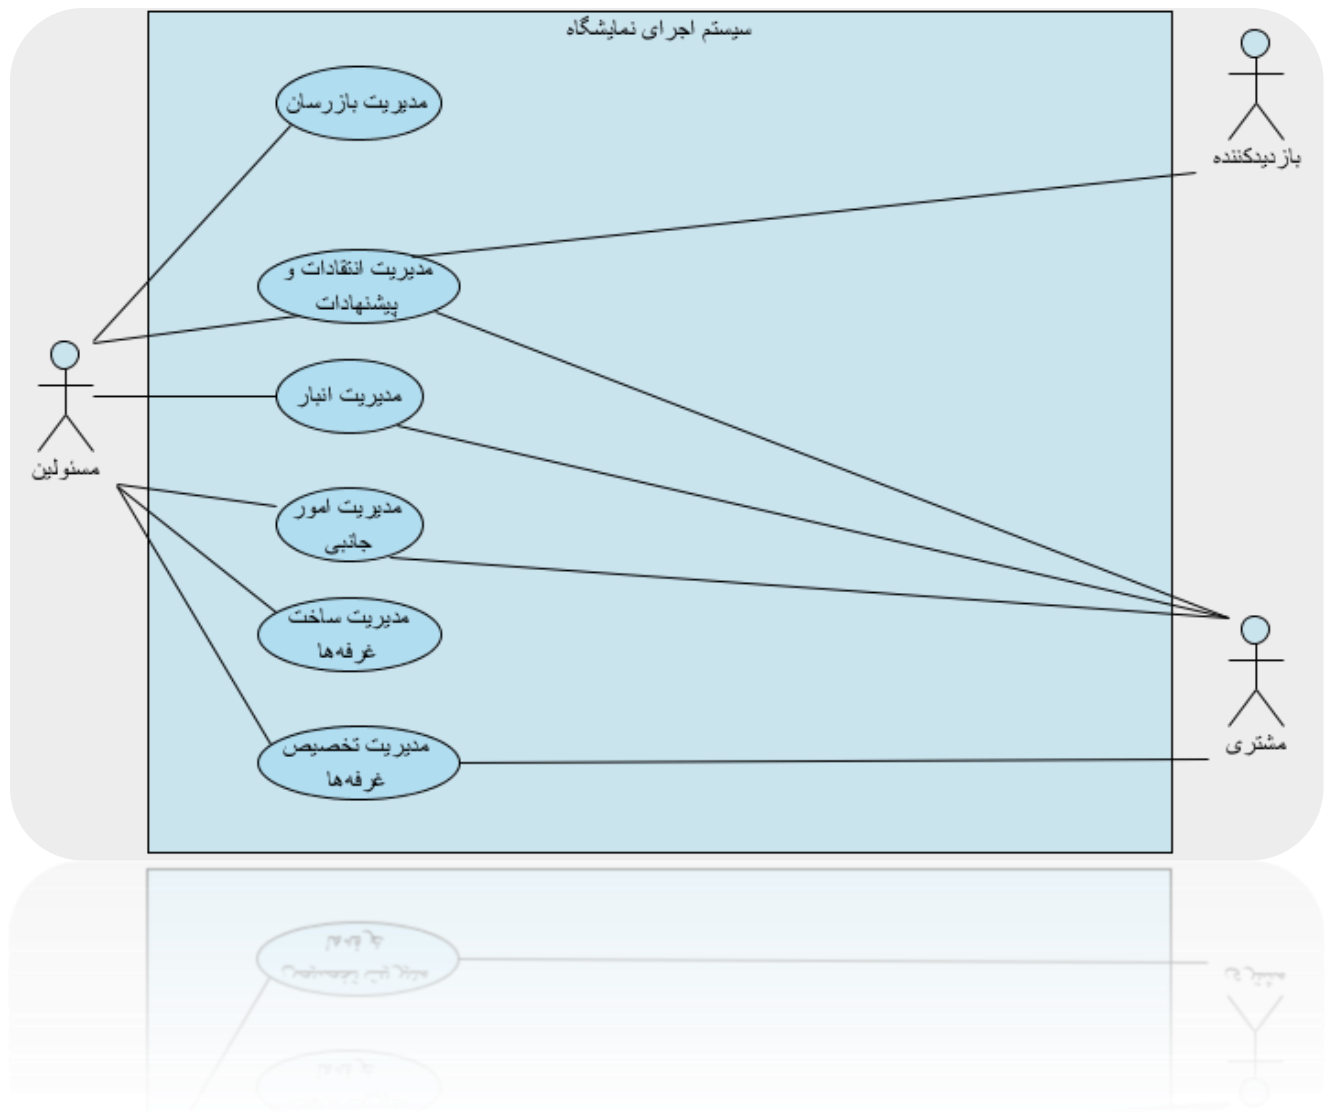 سیستم اجرای نمایشگاه
مدیریت بازرسان
بازدیدکننده
مدیریت انتقادات و
پیشنهادات
مدیریت انبار
مسئولین
مدیریت امور
جانبی
مدیریت ساخت
غرفه‌ها
مدیریت تخصیص
غرفه‌ها
مشتری